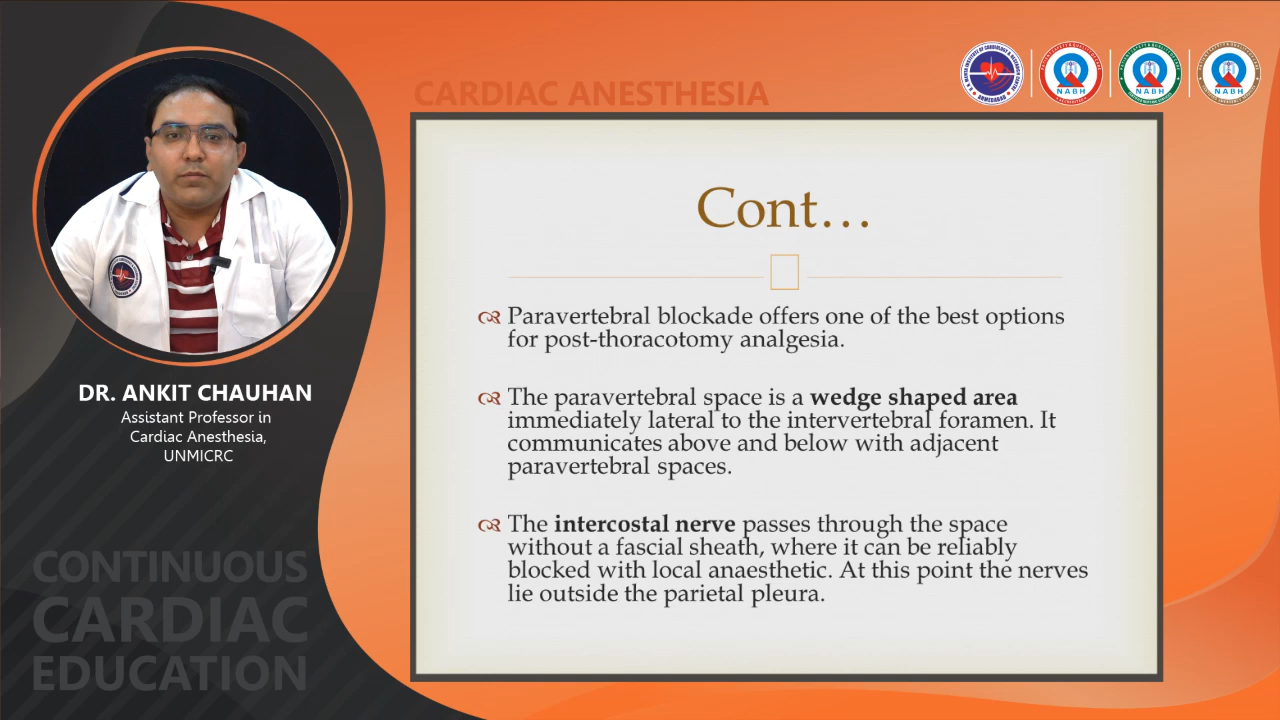 CARDIAC ANESTHESIA
NABH
NABH
NABH
Cont...
Paravertebral blockade offers one of the best options
for post-thoracotomy analgesia.
The paravertebral space is a wedge shaped area
immediately lateral to the intervertebral foramen. It
communicates above and below with adjacent
paravertebral spaces.
The intercostal nerve passes through the space
without a fascial sheath, where it can be reliably
blocked with local anaesthetic. At this point the nerves
lie outside the parietal pleura.
DR. ANKIT CHAUHAN
Assistant Professor in
Cardiac Anesthesia,
UNMICRC
CONTINUOUS
CARDIAC
EDUCATION